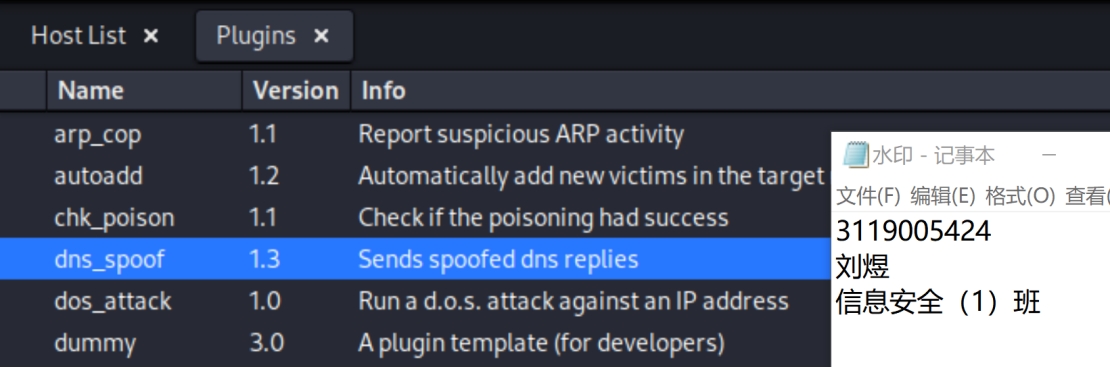 Host List × Plugins ×
Name Version Info
arp_cop 1.1 Report suspicious ARP activity
autoadd 1.2 Automatically add new victims in the target
chk_poison 1.1 Check if the poisoning had success
dns_spoof 1.3 Sends spoofed dns replies
dos_attack 1.0 Run a d.o.s. attack against an IP address
dummy 3.0 A plugin template (for developers)
水印 - 记事本
文件(F) 编辑(E) 格式(O) 查看(
3119005424
刘煜
信息安全（1）班